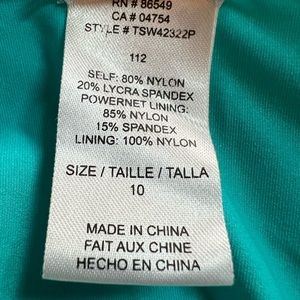 RN # 86549
CA # 04754
STYLE # TSW42322P
112
SELF: 80% NYLON
20% LYCRA SPANDEX
POWERNET LINING:
85% NYLON
15% SPANDEX
LINING: 100% NYLON
SIZE / TAILLE / TALLA
10
MADE IN CHINA
FAIT AUX CHINE
HECHO EN CHINA